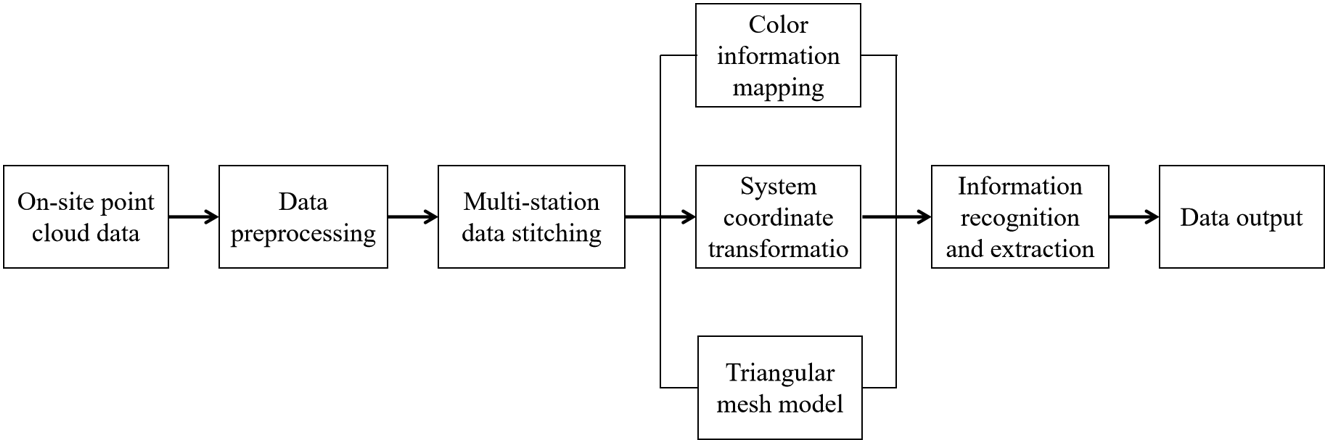 On-site point
cloud data
Data
preprocessing
Multi-station
data stitching
Color
information
mapping
System
coordinate
transformatio
Triangular
mesh model
Information
recognition
and extraction
Data output